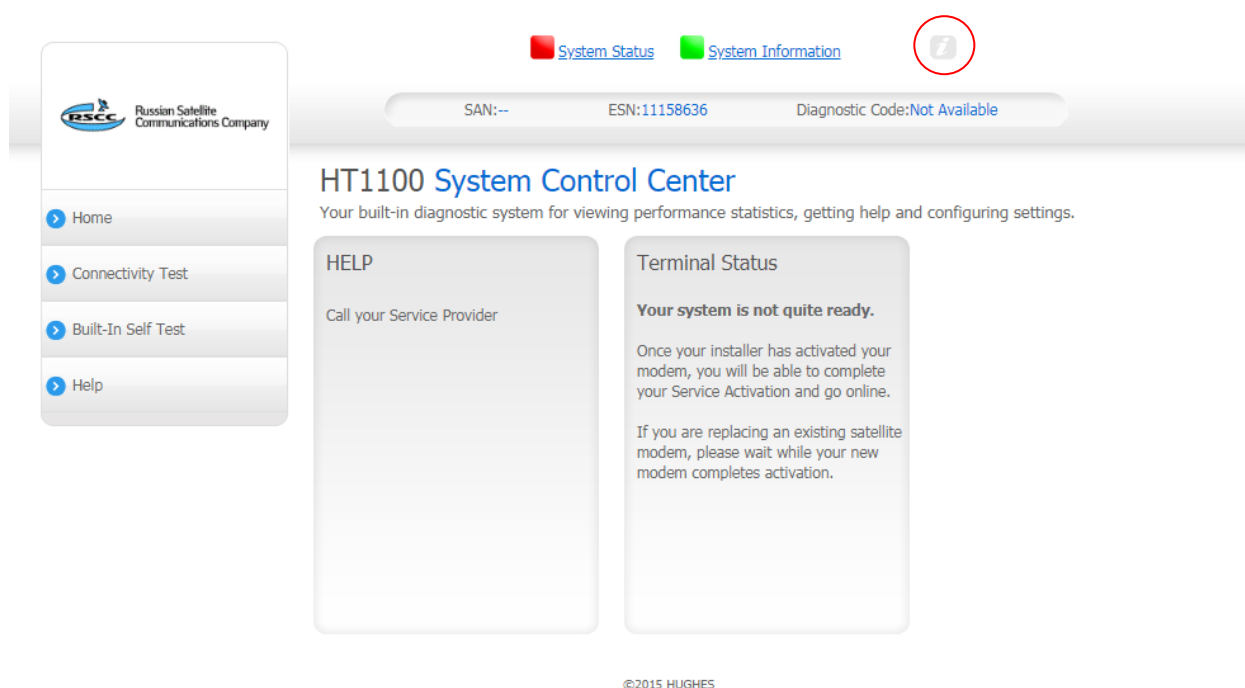 System Status
System Information
i
RSCC
Russian Satellite
Communications Company
SAN:--
ESN:11158636
Diagnostic Code:Not Available
HT1100 System Control Center
Your built-in diagnostic system for viewing performance statistics, getting help and configuring settings.
Home
Connectivity Test
Built-In Self Test
Help
HELP
Call your Service Provider
Terminal Status
Your system is not quite ready.
Once your installer has activated your
modem, you will be able to complete
your Service Activation and go online.
If you are replacing an existing satellite
modem, please wait while your new
modem completes activation.
©2015 HUGHES